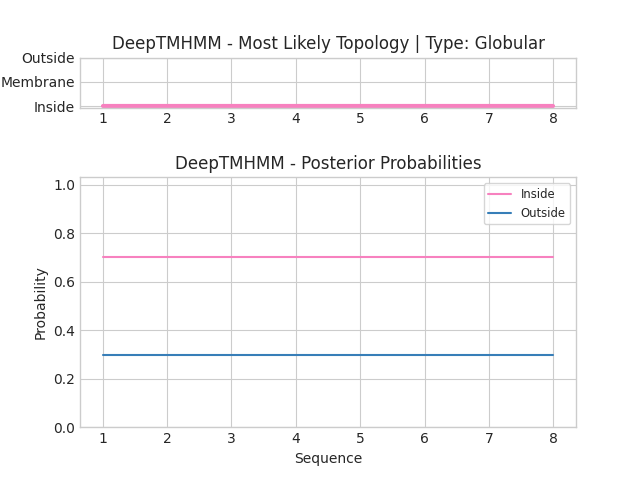 DeepTMHMM - Most Likely Topology | Type: Globular
Outside
Membrane
Inside
1 2 3 4 5 6 7 8
DeepTMHMM - Posterior Probabilities
1.0
0.8
0.6
0.4
0.2
0.0
Probability
Inside
Outside
1 2 3 4 5 6 7 8
Sequence